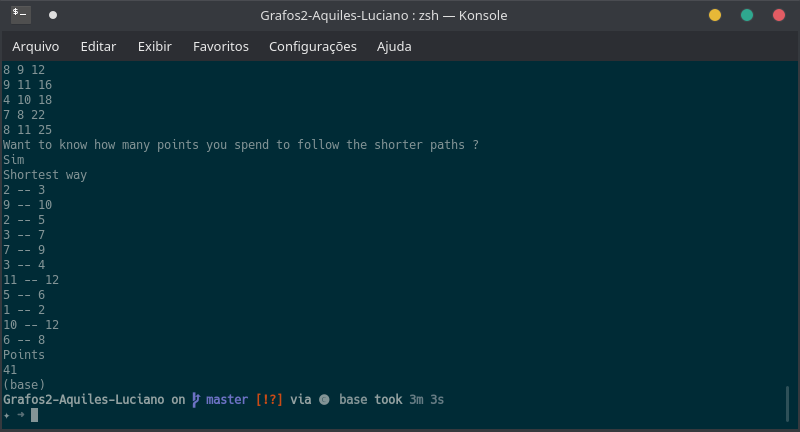 Grafos2-Aquiles-Luciano : zsh — Konsole
Arquivo Editar Exibir Favoritos Configurações Ajuda
8 9 12
9 11 16
4 10 18
7 8 22
8 11 25
Want to know how many points you spend to follow the shorter paths ?
Sim
Shortest way
2 -- 3
9 -- 10
2 -- 5
3 -- 7
7 -- 9
3 -- 4
11 -- 12
5 -- 6
1 -- 2
10 -- 12
6 -- 8
Points
41
(base)
Grafos2-Aquiles-Luciano on master [!?] via base took 3m 3s
✦ ➜